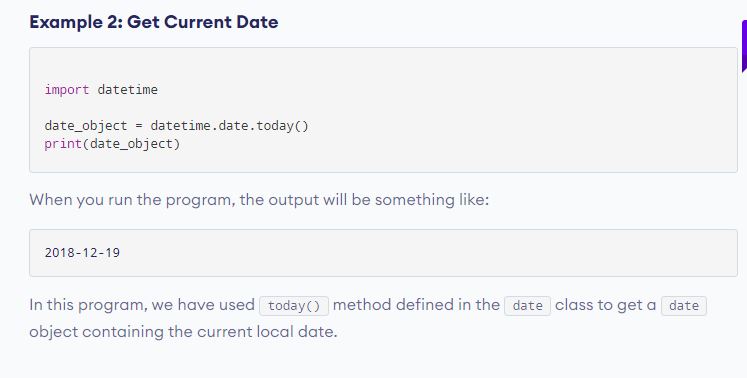 Example 2: Get Current Date
import datetime
date_object = datetime.date.today()
print(date_object)
When you run the program, the output will be something like:
2018-12-19
In this program, we have used today() method defined in the date class to get a date
object containing the current local date.